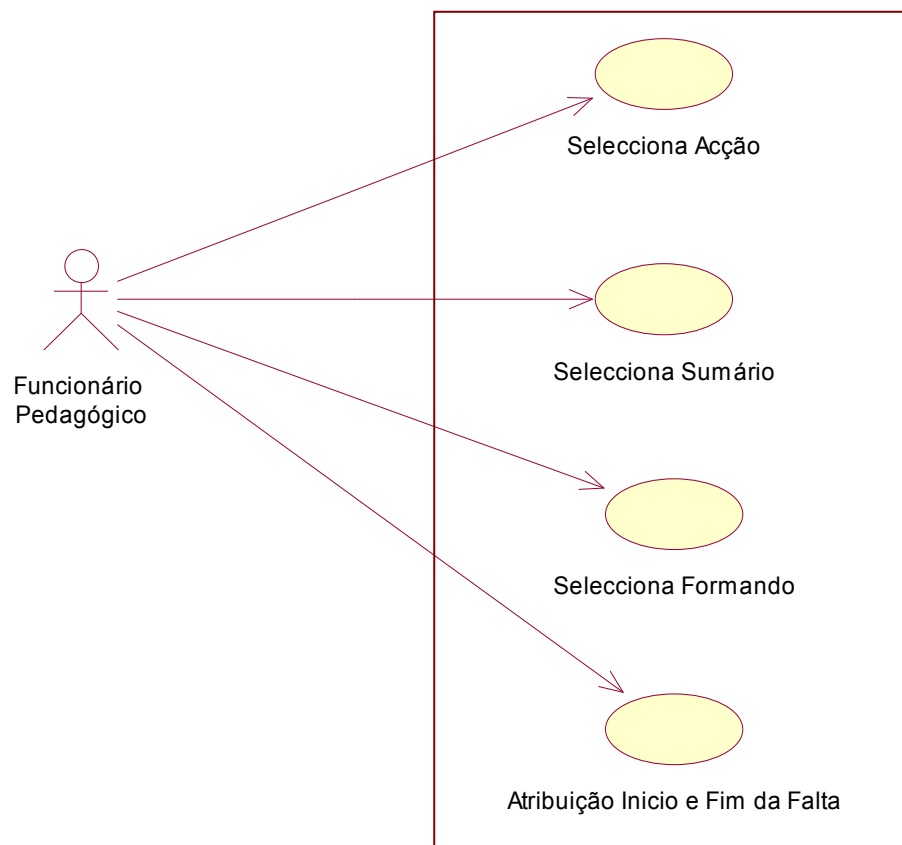 Selecciona Acção
Selecciona Sumário
Funcionário
Pedagógico
Selecciona Formando
Atribuição Inicio e Fim da Falta